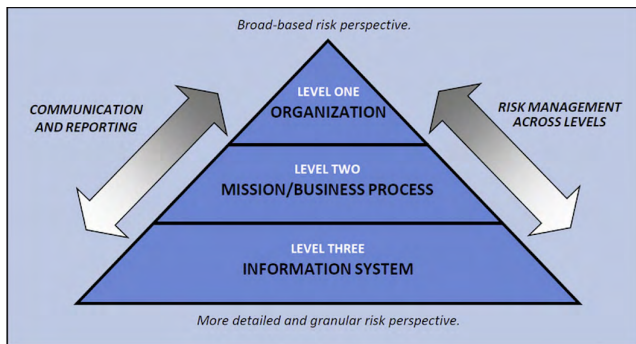 Broad-based risk perspective.
LEVEL ONE
ORGANIZATION
COMMUNICATION
AND REPORTING
RISK MANAGEMENT
ACROSS LEVELS
LEVEL TWO
MISSION/BUSINESS PROCESS
LEVEL THREE
INFORMATION SYSTEM
More detailed and granular risk perspective.